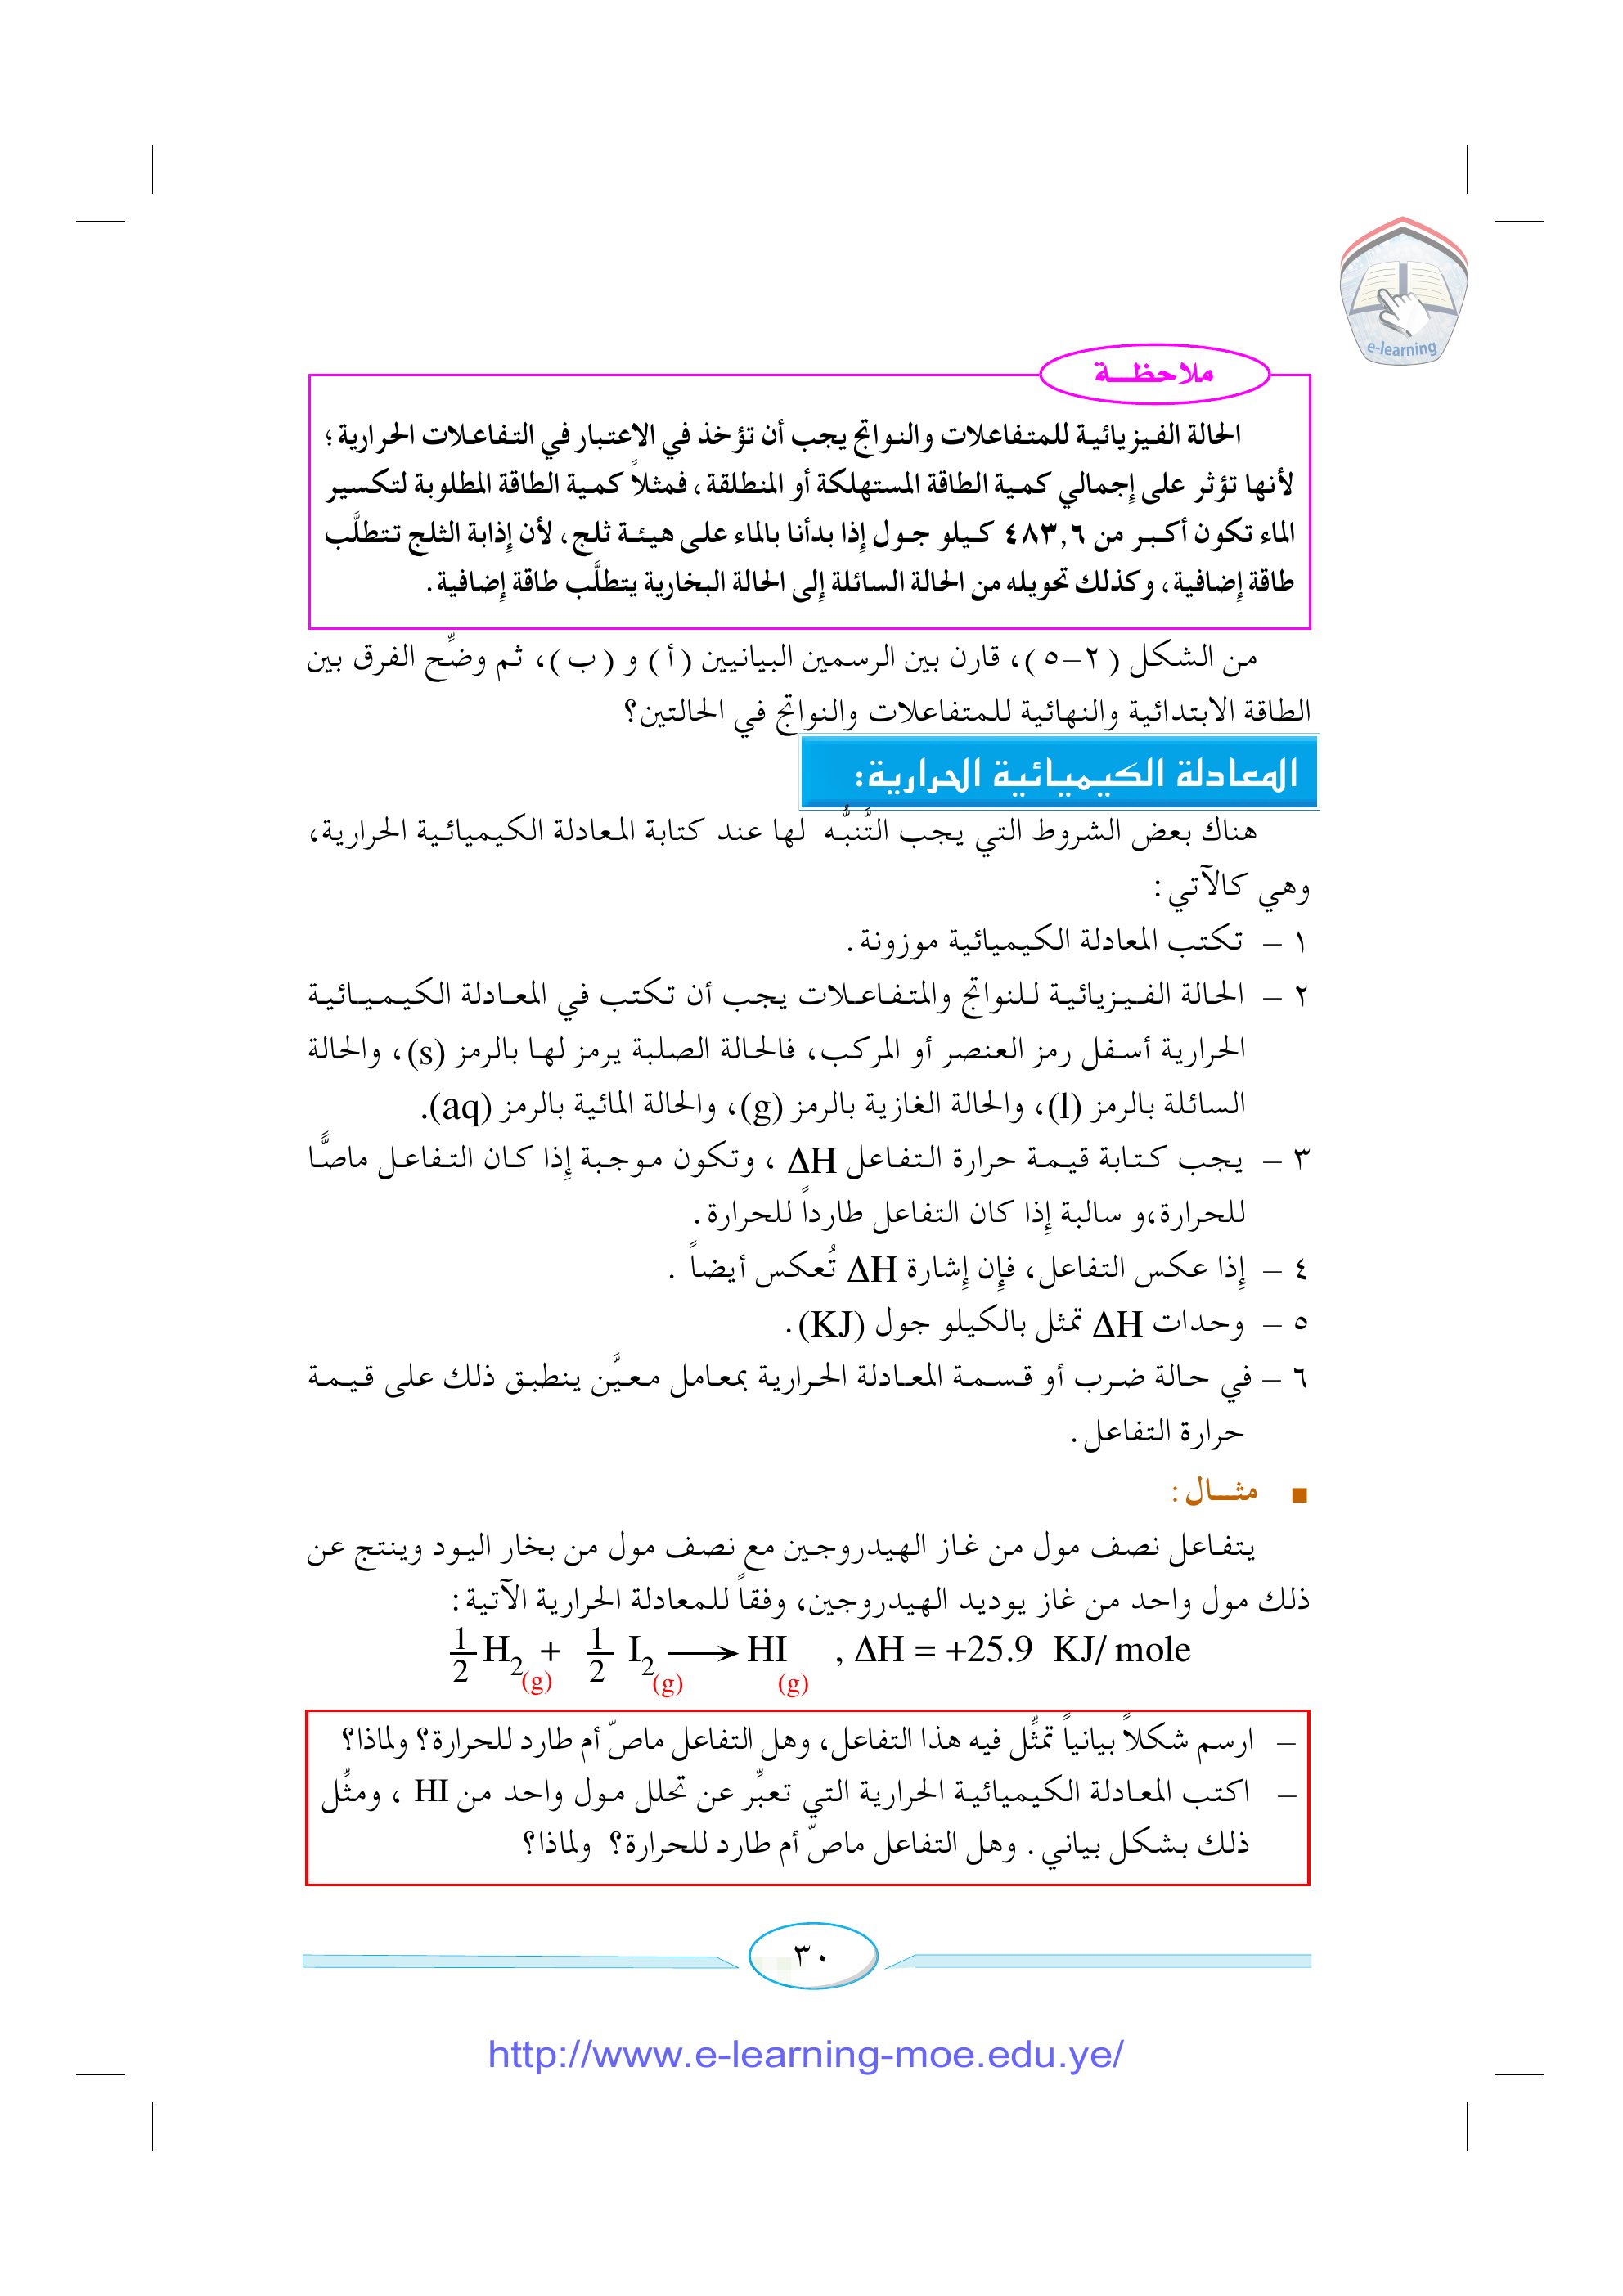 e-learning
ملاحظـــة
الحالة الفيزيائية للمتفاعلات والنواتج يجب أن تؤخذ في الاعتبار في التفاعلات الحرارية؛
لأنها تؤثر على إجمالي كمية الطاقة المستهلكة أو المنطلقة، فمثلاً كمية الطاقة المطلوبة لتكسير
الماء تكون أكبر من ٤٨٣,٦ كيلو جول إذا بدأنا بالماء على هيئة ثلج، لأن إذابة الثلج تتطلَّب
طاقة إضافية، وكذلك تحويله من الحالة السائلة إلى الحالة البخارية يتطلَّب طاقة إضافية.
من الشكل (٢-٥)، قارن بين الرسمين البيانيين (أ) و (ب)، ثم وضِّح الفرق بين
الطاقة الابتدائية والنهائية للمتفاعلات والنواتج في الحالتين؟
المعادلة الكيميائية الحرارية:
هناك بعض الشروط التي يجب التَّنبُّه لها عند كتابة المعادلة الكيميائية الحرارية،
وهي كالآتي:
١ – تكتب المعادلة الكيميائية موزونة.
٢ – الحالة الفيزيائية للنواتج والمتفاعلات يجب أن تكتب في المعادلة الكيميائية
الحرارية أسفل رمز العنصر أو المركب، فالحالة الصلبة يرمز لها بالرمز (s)، والحالة
السائلة بالرمز (l)، والحالة الغازية بالرمز (g)، والحالة المائية بالرمز (aq).
٣ – يجب كتابة قيمة حرارة التفاعل ΔH ، وتكون موجبة إذا كان التفاعل ماصًّا
للحرارة،و سالبة إذا كان التفاعل طارداً للحرارة.
٤ – إذا عكس التفاعل، فإن إشارة ΔH تُعكس أيضاً .
٥ – وحدات ΔH تمثل بالكيلو جول (KJ).
٦ – في حالة ضرب أو قسمة المعادلة الحرارية بمعامل معيَّن ينطبق ذلك على قيمة
حرارة التفاعل.
■ مثـــال:
يتفاعل نصف مول من غاز الهيدروجين مع نصف مول من بخار اليود وينتج عن
ذلك مول واحد من غاز يوديد الهيدروجين، وفقاً للمعادلة الحرارية الآتية:
½ H₂(g) + ½ I₂(g) ⟶ HI(g) , ΔH = +25.9 KJ/ mole
– ارسم شكلاً بيانياً تمثِّل فيه هذا التفاعل، وهل التفاعل ماصّ أم طارد للحرارة؟ ولماذا؟
– اكتب المعادلة الكيميائية الحرارية التي تعبِّر عن تحلل مول واحد من HI ، ومثِّل
ذلك بشكل بياني. وهل التفاعل ماصّ أم طارد للحرارة؟ ولماذا؟
٣٠
http://www.e-learning-moe.edu.ye/